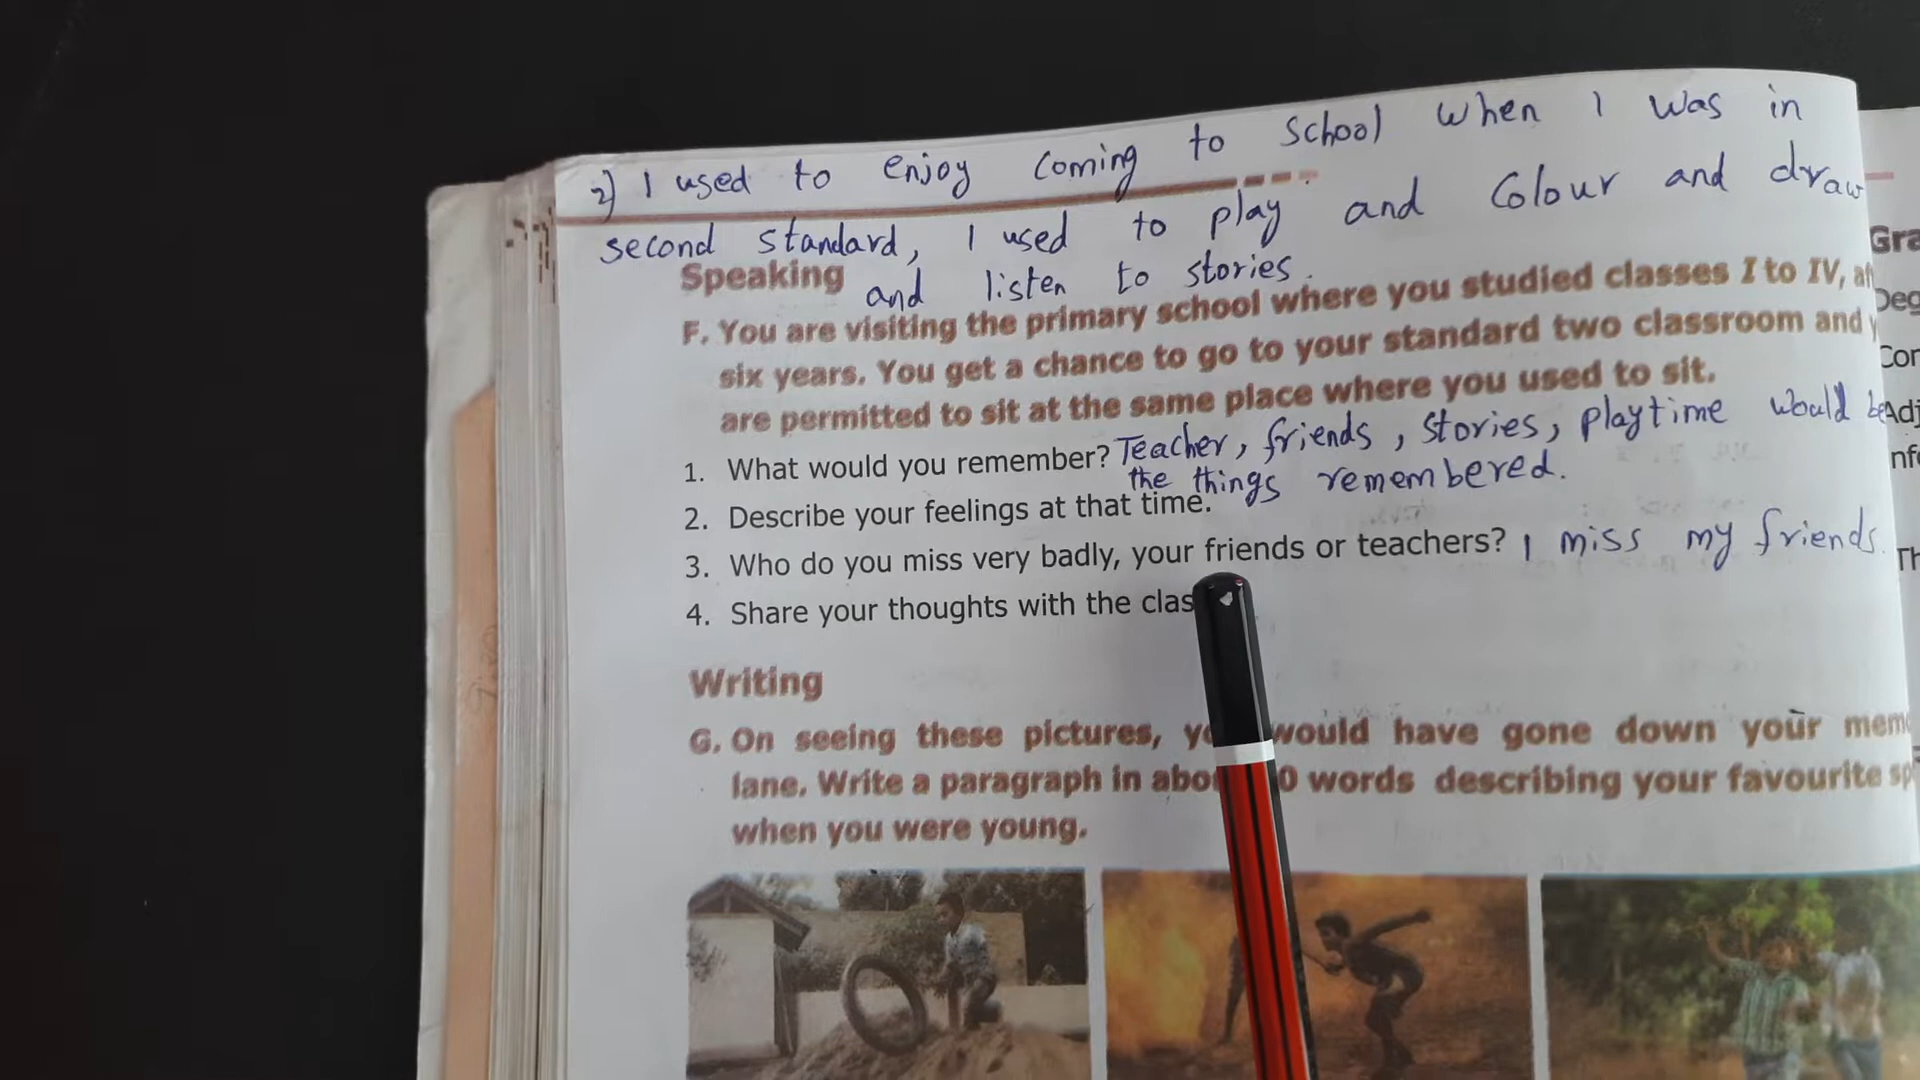 2) I used to enjoy coming to school when I was in
second standard, I used to play and colour and draw
and listen to stories.
Speaking
F. You are visiting the primary school where you studied classes I to IV,
six years. You get a chance to go to your standard two classroom and
are permitted to sit at the same place where you used to sit.
1. What would you remember? Teacher, friends, stories, playtime would be
the things remembered.
2. Describe your feelings at that time.
3. Who do you miss very badly, your friends or teachers? I miss my friends.
4. Share your thoughts with the clas
Writing
G. On seeing these pictures, would have gone down your
lane. Write a paragraph in 0 words describing your favourite
when you were young.
Gra
Deg
Con
Adj
nf
Th